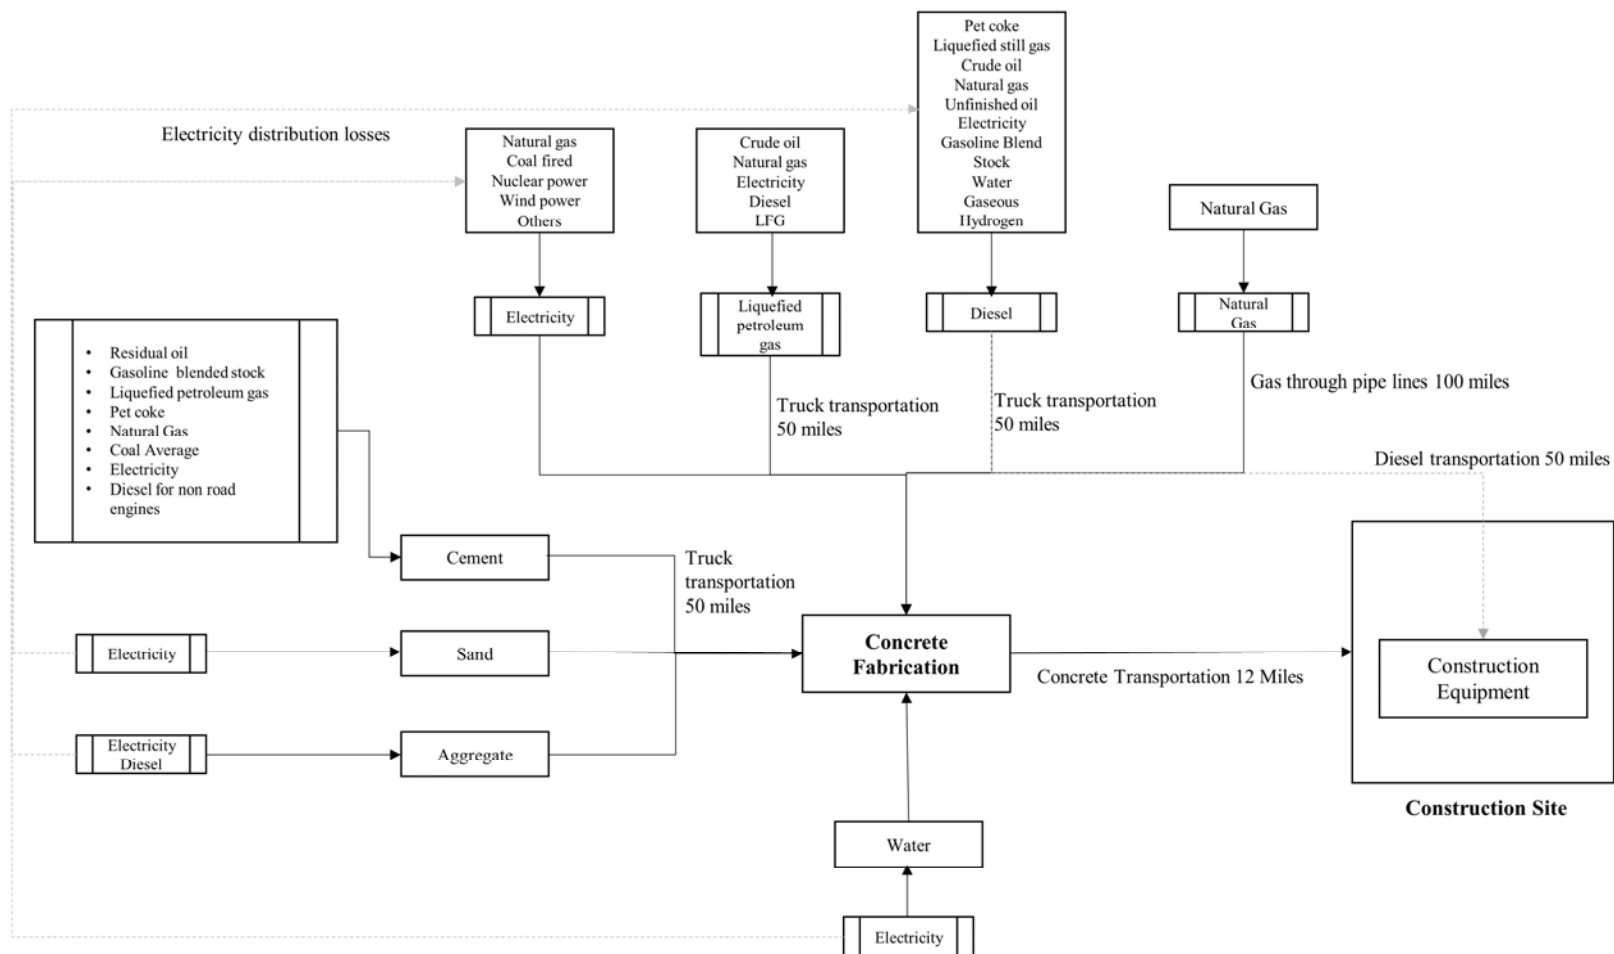 Pet coke
Liquefied still gas
Crude oil
Natural gas
Unfinished oil
Electricity
Gasoline Blend
Stock
Water
Gaseous
Hydrogen
Electricity distribution losses
Natural gas
Coal fired
Nuclear power
Wind power
Others
Crude oil
Natural gas
Electricity
Diesel
LFG
Natural Gas
Electricity
Liquefied
petroleum
gas
Diesel
Natural
Gas
• Residual oil
• Gasoline blended stock
• Liquefied petroleum gas
• Pet coke
• Natural Gas
• Coal Average
• Electricity
• Diesel for non road
engines
Truck transportation
50 miles
Truck transportation
50 miles
Gas through pipe lines 100 miles
Diesel transportation 50 miles
Cement
Truck
transportation
50 miles
Electricity
Sand
Concrete
Fabrication
Concrete Transportation 12 Miles
Construction
Equipment
Electricity
Diesel
Aggregate
Construction Site
Water
Electricity